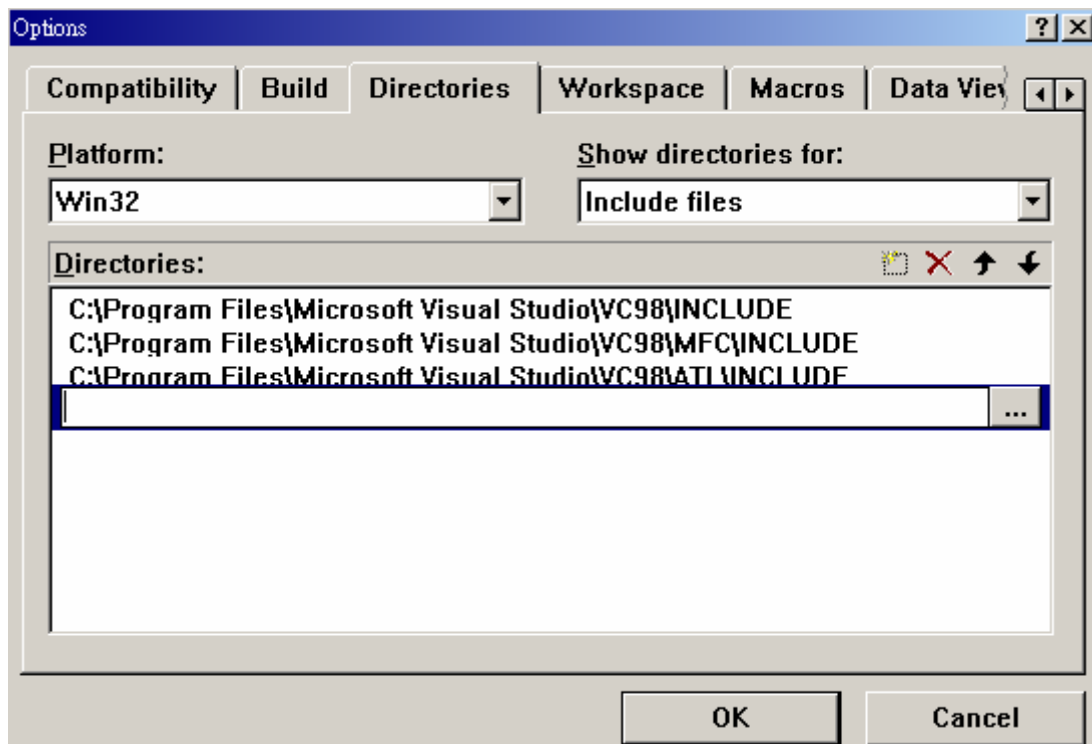 Options
Compatibility Build Directories Workspace Macros Data Viev
Platform: Show directories for:
Win32 Include files
Directories:
C:\Program Files\Microsoft Visual Studio\VC98\INCLUDE
C:\Program Files\Microsoft Visual Studio\VC98\MFC\INCLUDE
C:\Program Files\Microsoft Visual Studio\VC98\ATL\INCLUDE
...
OK Cancel